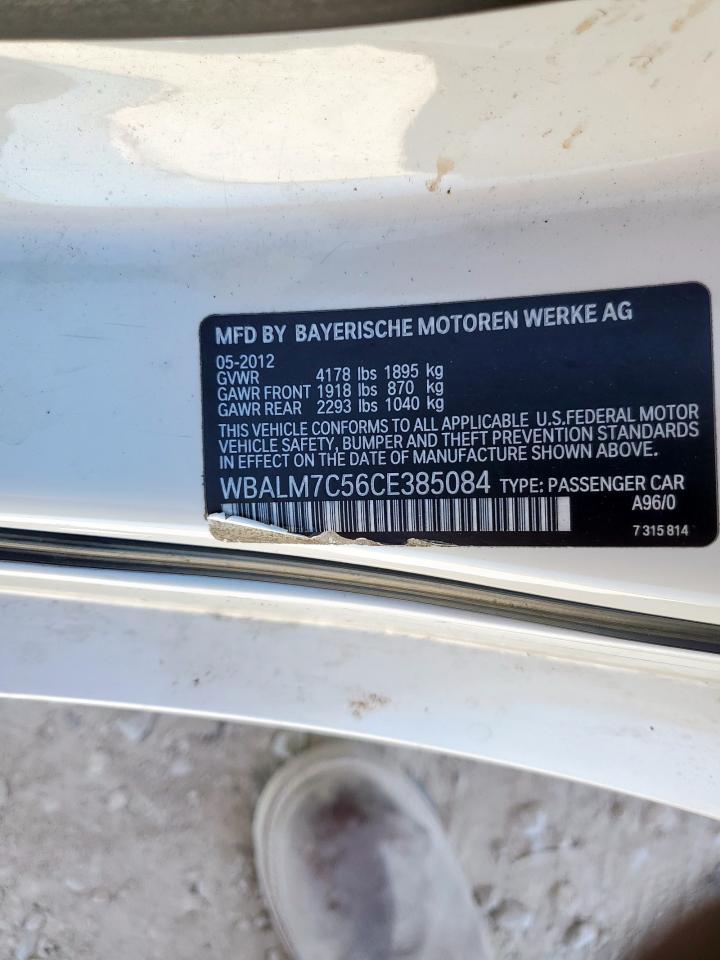 MFD BY BAYERISCHE MOTOREN WERKE AG
05-2012
GVWR 4178 lbs 1895 kg
GAWR FRONT 1918 lbs 870 kg
GAWR REAR 2293 lbs 1040 kg
THIS VEHICLE CONFORMS TO ALL APPLICABLE U.S.FEDERAL MOTOR
VEHICLE SAFETY, BUMPER AND THEFT PREVENTION STANDARDS
IN EFFECT ON THE DATE OF MANUFACTURE SHOWN ABOVE.
WBALM7C56CE385084 TYPE: PASSENGER CAR
A96/0
7 315 814